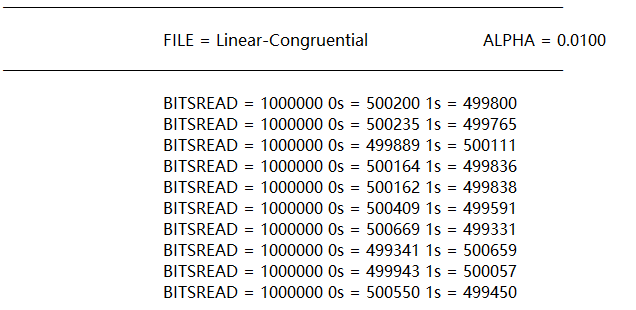 FILE = Linear-Congruential ALPHA = 0.0100
BITSREAD = 1000000 0s = 500200 1s = 499800
BITSREAD = 1000000 0s = 500235 1s = 499765
BITSREAD = 1000000 0s = 499889 1s = 500111
BITSREAD = 1000000 0s = 500164 1s = 499836
BITSREAD = 1000000 0s = 500162 1s = 499838
BITSREAD = 1000000 0s = 500409 1s = 499591
BITSREAD = 1000000 0s = 500669 1s = 499331
BITSREAD = 1000000 0s = 499341 1s = 500659
BITSREAD = 1000000 0s = 499943 1s = 500057
BITSREAD = 1000000 0s = 500550 1s = 499450